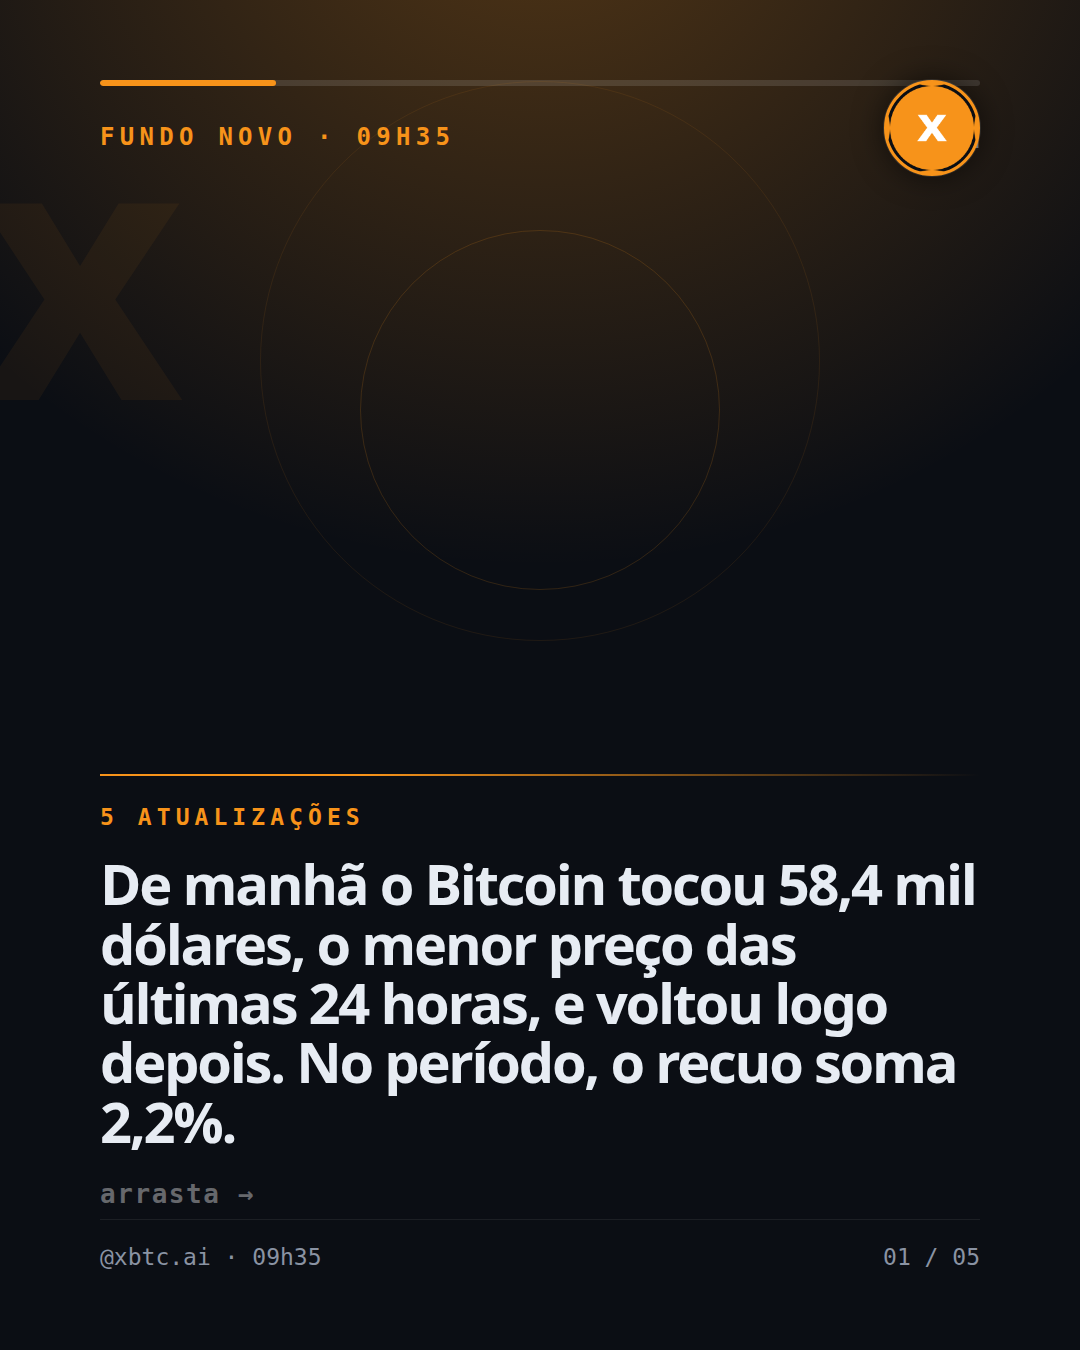 FUNDO NOVO · 09H35
X
X
5 ATUALIZAÇÕES
De manhã o Bitcoin tocou 58,4 mil
dólares, o menor preço das
últimas 24 horas, e voltou logo
depois. No período, o recuo soma
2,2%.
arrasta →
@xbtc.ai · 09h35
01 / 05